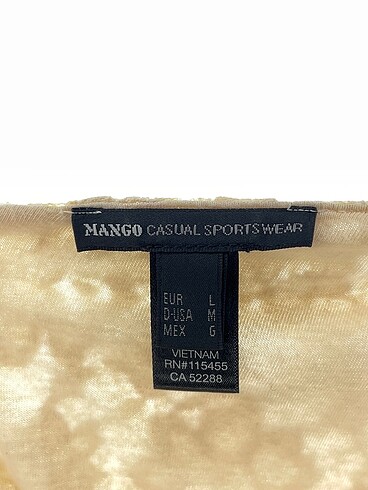 MANGO CASUAL SPORTSWEAR
EUR L
D-USA M
MEX G
VIETNAM
RN#115455
CA 52288